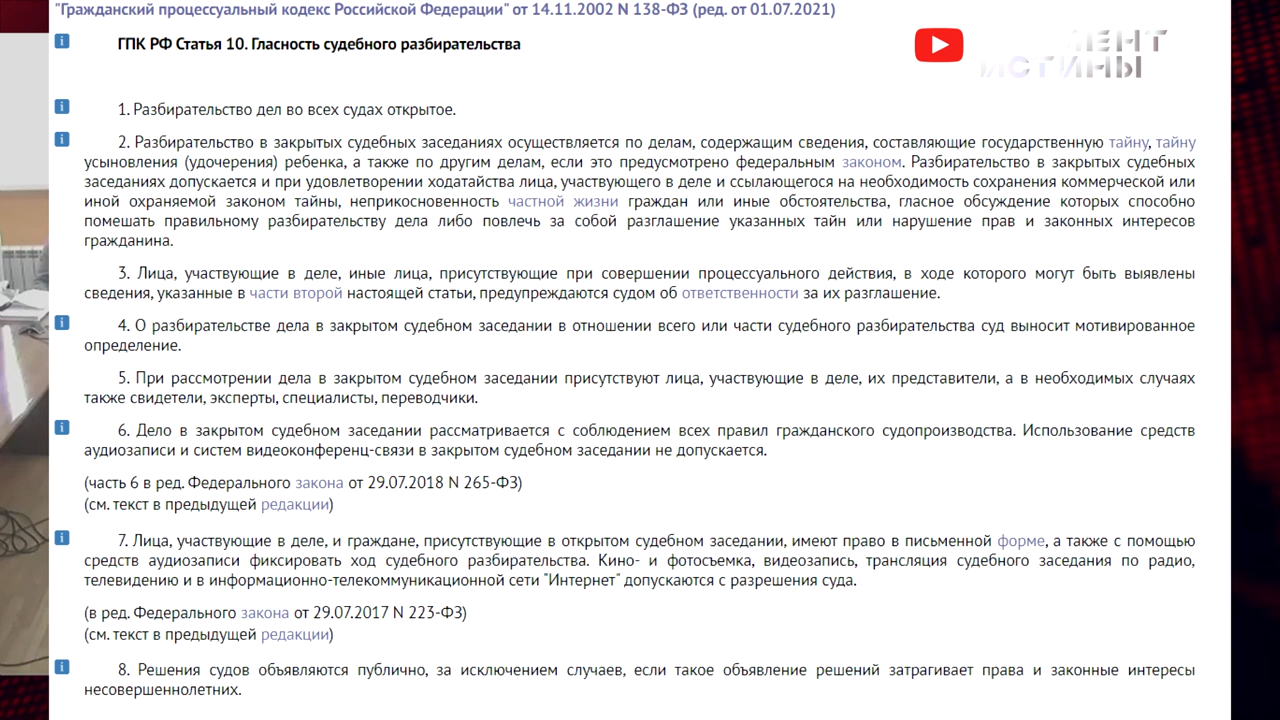 "Гражданский процессуальный кодекс Российской Федерации" от 14.11.2002 N 138-ФЗ (ред. от 01.07.2021)
ГПК РФ Статья 10. Гласность судебного разбирательства
ИСТИНЫ
1. Разбирательство дел во всех судах открытое.
2. Разбирательство в закрытых судебных заседаниях осуществляется по делам, содержащим сведения, составляющие государственную тайну, тайну
усыновления (удочерения) ребенка, а также по другим делам, если это предусмотрено федеральным законом. Разбирательство в закрытых судебных
заседаниях допускается и при удовлетворении ходатайства лица, участвующего в деле и ссылающегося на необходимость сохранения коммерческой или
иной охраняемой законом тайны, неприкосновенность частной жизни граждан или иные обстоятельства, гласное обсуждение которых способно
помешать правильному разбирательству дела либо повлечь за собой разглашение указанных тайн или нарушение прав и законных интересов
гражданина.
3. Лица, участвующие в деле, иные лица, присутствующие при совершении процессуального действия, в ходе которого могут быть выявлены
сведения, указанные в части второй настоящей статьи, предупреждаются судом об ответственности за их разглашение.
4. О разбирательстве дела в закрытом судебном заседании в отношении всего или части судебного разбирательства суд выносит мотивированное
определение.
5. При рассмотрении дела в закрытом судебном заседании присутствуют лица, участвующие в деле, их представители, а в необходимых случаях
также свидетели, эксперты, специалисты, переводчики.
6. Дело в закрытом судебном заседании рассматривается с соблюдением всех правил гражданского судопроизводства. Использование средств
аудиозаписи и систем видеоконференц-связи в закрытом судебном заседании не допускается.
(часть 6 в ред. Федерального закона от 29.07.2018 N 265-ФЗ)
(см. текст в предыдущей редакции)
7. Лица, участвующие в деле, и граждане, присутствующие в открытом судебном заседании, имеют право в письменной форме, а также с помощью
средств аудиозаписи фиксировать ход судебного разбирательства. Кино- и фотосъемка, видеозапись, трансляция судебного заседания по радио,
телевидению и в информационно-телекоммуникационной сети "Интернет" допускаются с разрешения суда.
(в ред. Федерального закона от 29.07.2017 N 223-ФЗ)
(см. текст в предыдущей редакции)
8. Решения судов объявляются публично, за исключением случаев, если такое объявление решений затрагивает права и законные интересы
несовершеннолетних.